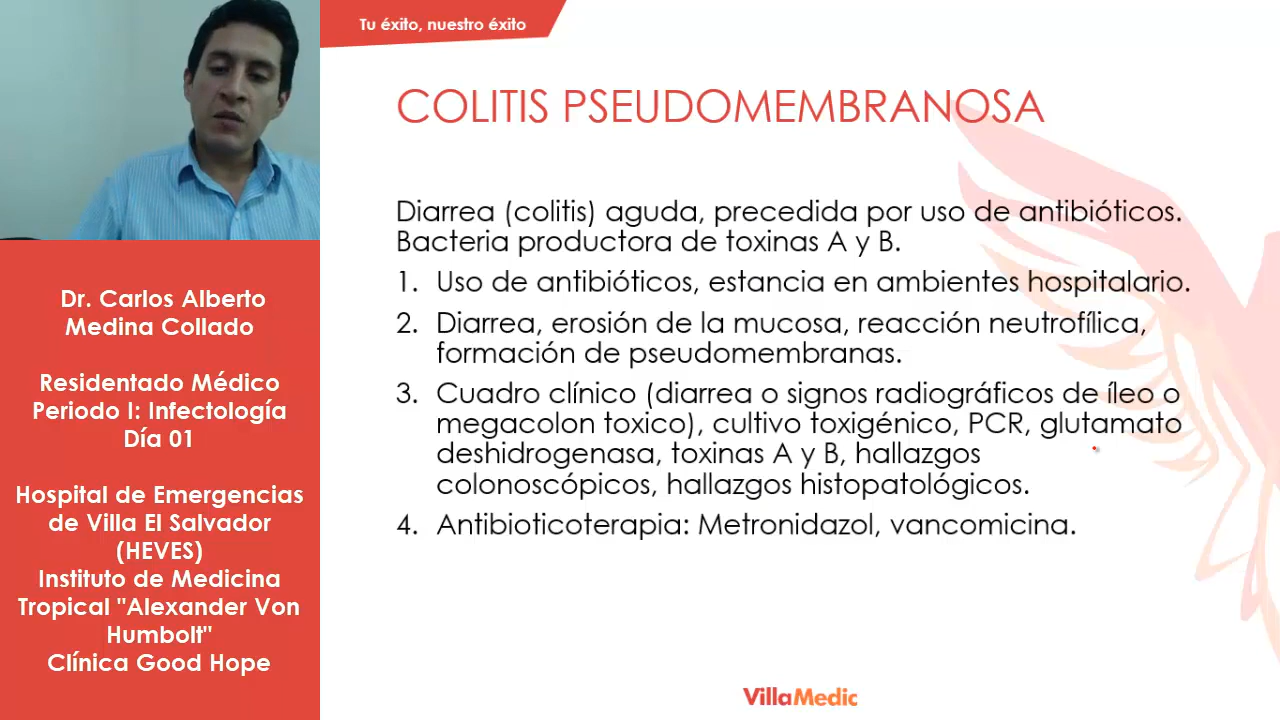 Tu éxito, nuestro éxito
COLITIS PSEUDOMEMBRANOSA
Diarrea (colitis) aguda, precedida por uso de antibióticos.
Bacteria productora de toxinas A y B.
1. Uso de antibióticos, estancia en ambientes hospitalario.
2. Diarrea, erosión de la mucosa, reacción neutrofílica,
formación de pseudomembranas.
3. Cuadro clínico (diarrea o signos radiográficos de íleo o
megacolon toxico), cultivo toxigénico, PCR, glutamato
deshidrogenasa, toxinas A y B, hallazgos
colonoscópicos, hallazgos histopatológicos.
4. Antibioticoterapia: Metronidazol, vancomicina.
Dr. Carlos Alberto
Medina Collado
Residentado Médico
Periodo I: Infectología
Día 01
Hospital de Emergencias
de Villa El Salvador
(HEVES)
Instituto de Medicina
Tropical "Alexander Von
Humbolt"
Clínica Good Hope
VillaMedic